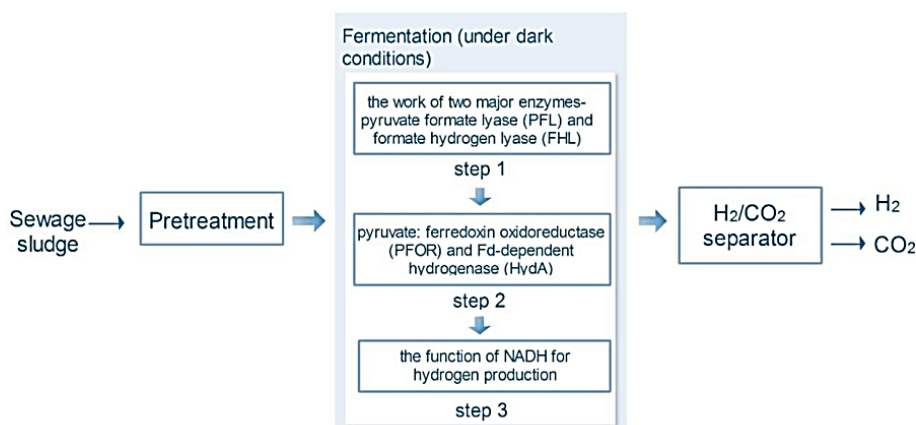 Fermentation (under dark
conditions)
the work of two major enzymes-
pyruvate formate lyase (PFL) and
formate hydrogen lyase (FHL)
step 1
Sewage
sludge
Pretreatment
pyruvate: ferredoxin oxidoreductase
(PFOR) and Fd-dependent
hydrogenase (HydA)
step 2
the function of NADH for
hydrogen production
step 3
H₂/CO₂
separator
H₂
CO₂